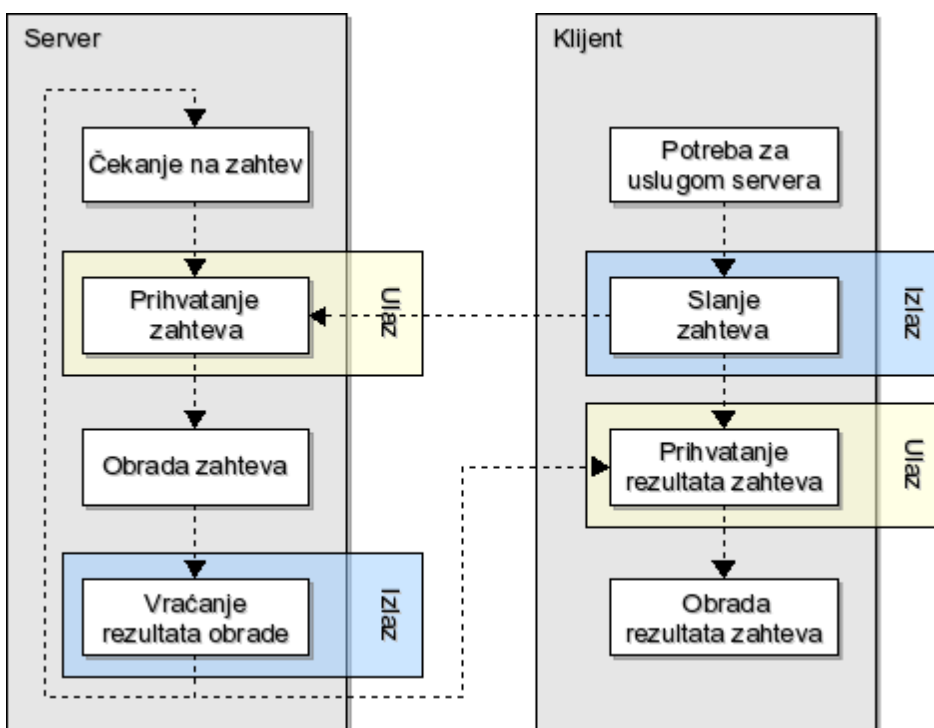 Server
Čekanje na zahtev
Prihvatanje
zahteva
Ulaz
Obrada zahteva
Vraćanje
rezultata obrade
Izlaz
Klijent
Potreba za
uslugom servera
Slanje
zahteva
Izlaz
Prihvatanje
rezultata zahteva
Ulaz
Obrada
rezultata zahteva